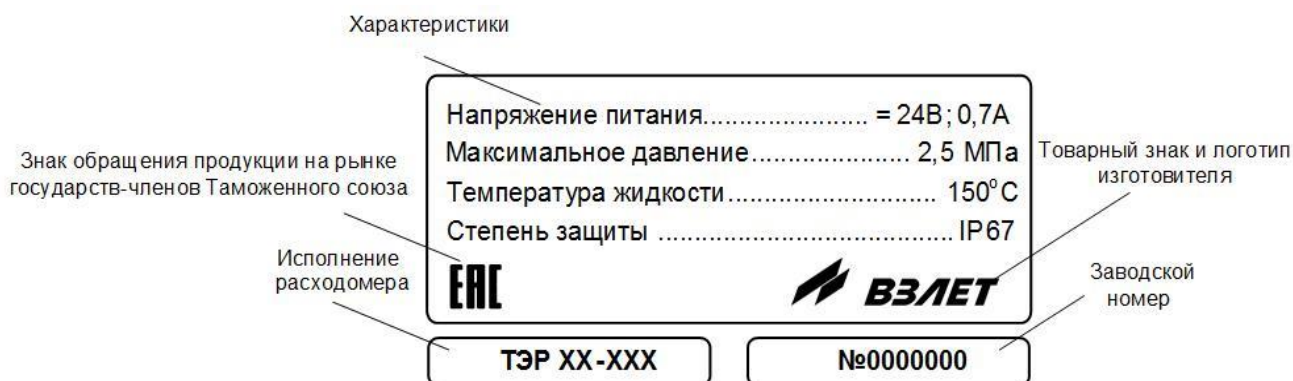 Характеристики
Напряжение питания...................... = 24В; 0,7А
Максимальное давление..................... 2,5 МПа
Температура жидкости............................ 150°С
Степень защиты ....................................... IP67
Знак обращения продукции на рынке
государств-членов Таможенного союза
Товарный знак и логотип
изготовителя
Исполнение
расходомера
ЕАС
ВЗЛЕТ
Заводской
номер
ТЭР ХХ-ХХХ
№0000000